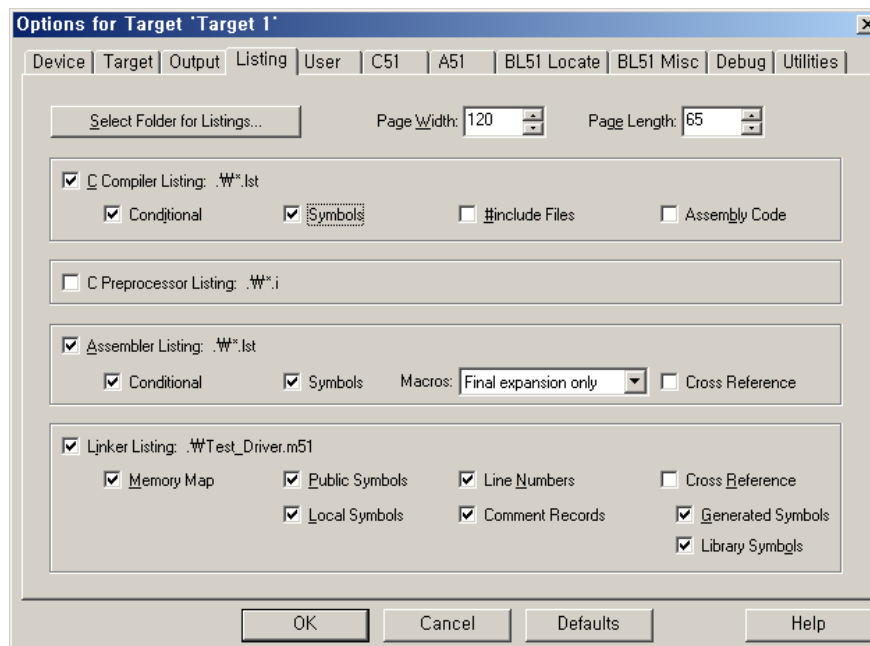 Options for Target 'Target 1'
Device Target Output Listing User C51 A51 BL51 Locate BL51 Misc Debug Utilities
Select Folder for Listings... Page Width: 120 Page Length: 65
C Compiler Listing: .₩*.lst
Conditional Symbols #include Files Assembly Code
C Preprocessor Listing: .₩*.i
Assembler Listing: .₩*.lst
Conditional Symbols Macros: Final expansion only Cross Reference
Linker Listing: .₩Test_Driver.m51
Memory Map Public Symbols Line Numbers Cross Reference
Local Symbols Comment Records Generated Symbols
Library Symbols
OK Cancel Defaults Help